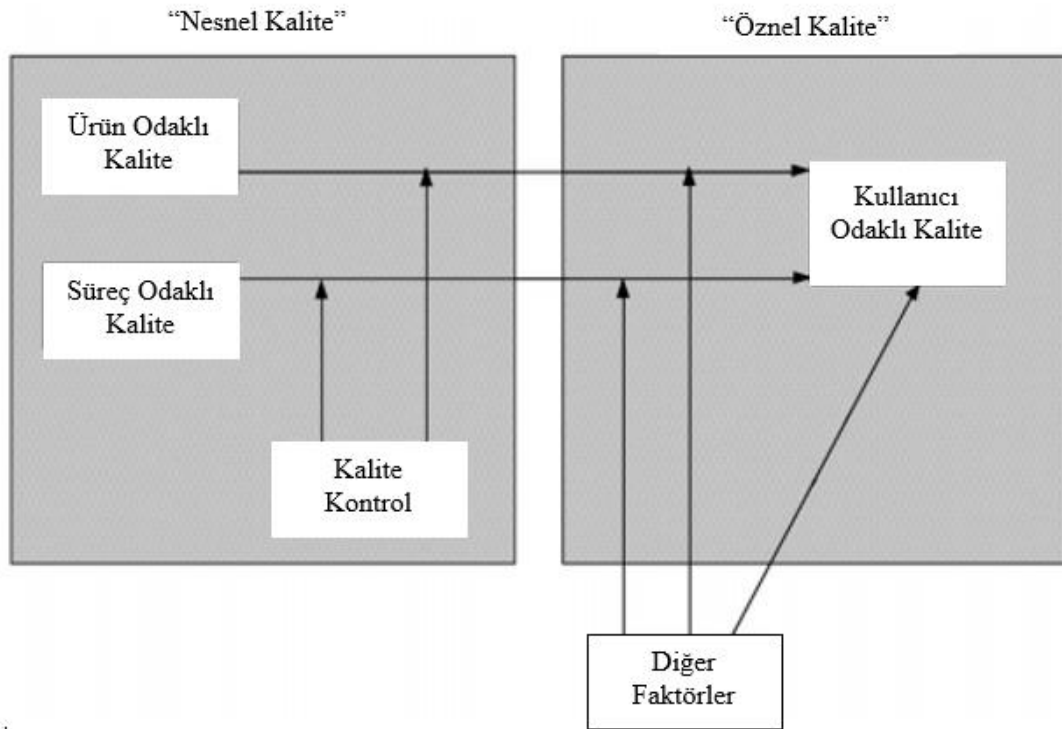 “Nesnel Kalite”
“Öznel Kalite”
Ürün Odaklı
Kalite
Kullanıcı
Odaklı Kalite
Süreç Odaklı
Kalite
Kalite
Kontrol
Diğer
Faktörler